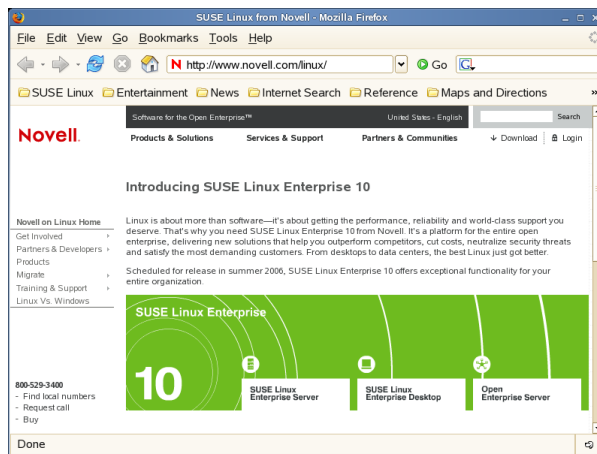 SUSE Linux from Novell - Mozilla Firefox
File Edit View Go Bookmarks Tools Help
N http://www.novell.com/linux/ Go G
SUSE Linux Entertainment News Internet Search Reference Maps and Directions »
Novell.
Software for the Open Enterprise™ United States - English Search
Products & Solutions Services & Support Partners & Communities Download Login
Introducing SUSE Linux Enterprise 10
Novell on Linux Home
Get Involved
Partners & Developers
Products
Migrate
Training & Support
Linux Vs. Windows
Linux is about more than software—it's about getting the performance, reliability and world-class support you
deserve. That's why you need SUSE Linux Enterprise 10 from Novell. It's a platform for the entire open
enterprise, delivering new solutions that help you outperform competitors, cut costs, neutralize security threats
and satisfy the most demanding customers. From desktops to data centers, the best Linux just got better.
Scheduled for release in summer 2006, SUSE Linux Enterprise 10 offers exceptional functionality for your
entire organization.
SUSE Linux Enterprise
10
SUSE Linux
Enterprise Server
SUSE Linux
Enterprise Desktop
Open
Enterprise Server
800-529-3400
- Find local numbers
- Request call
- Buy
Done